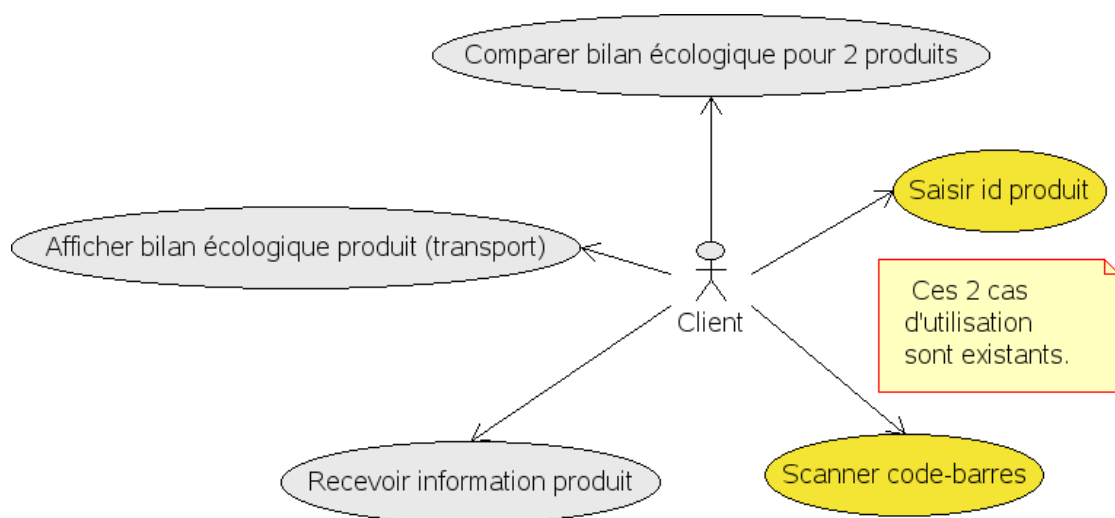 Comparer bilan écologique pour 2 produits
Saisir id produit
Afficher bilan écologique produit (transport)
Ces 2 cas
d'utilisation
sont existants.
Client
Recevoir information produit
Scanner code-barres